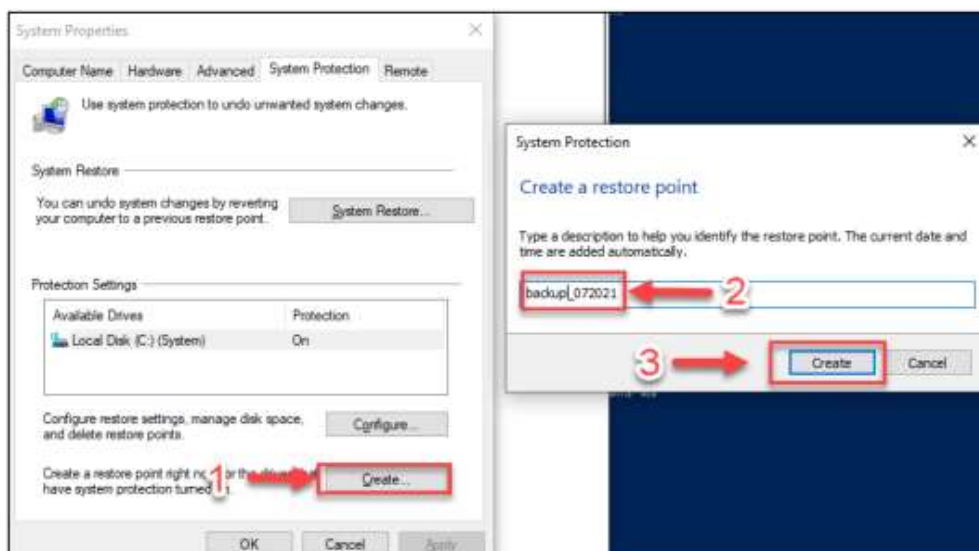 System Properties
Computer Name Hardware Advanced System Protection Remote
Use system protection to undo unwanted system changes.
System Restore
You can undo system changes by reverting
your computer to a previous restore point.
System Restore...
Protection Settings
Available Drives Protection
Local Disk (C:) (System) On
Configure restore settings, manage disk space,
and delete restore points.
Configure...
Create a restore point right for the
have system protection turned
1
Create...
OK Cancel Apply
System Protection
Create a restore point
Type a description to help you identify the restore point. The current date and
time are added automatically.
backup_072021
2
3
Create Cancel